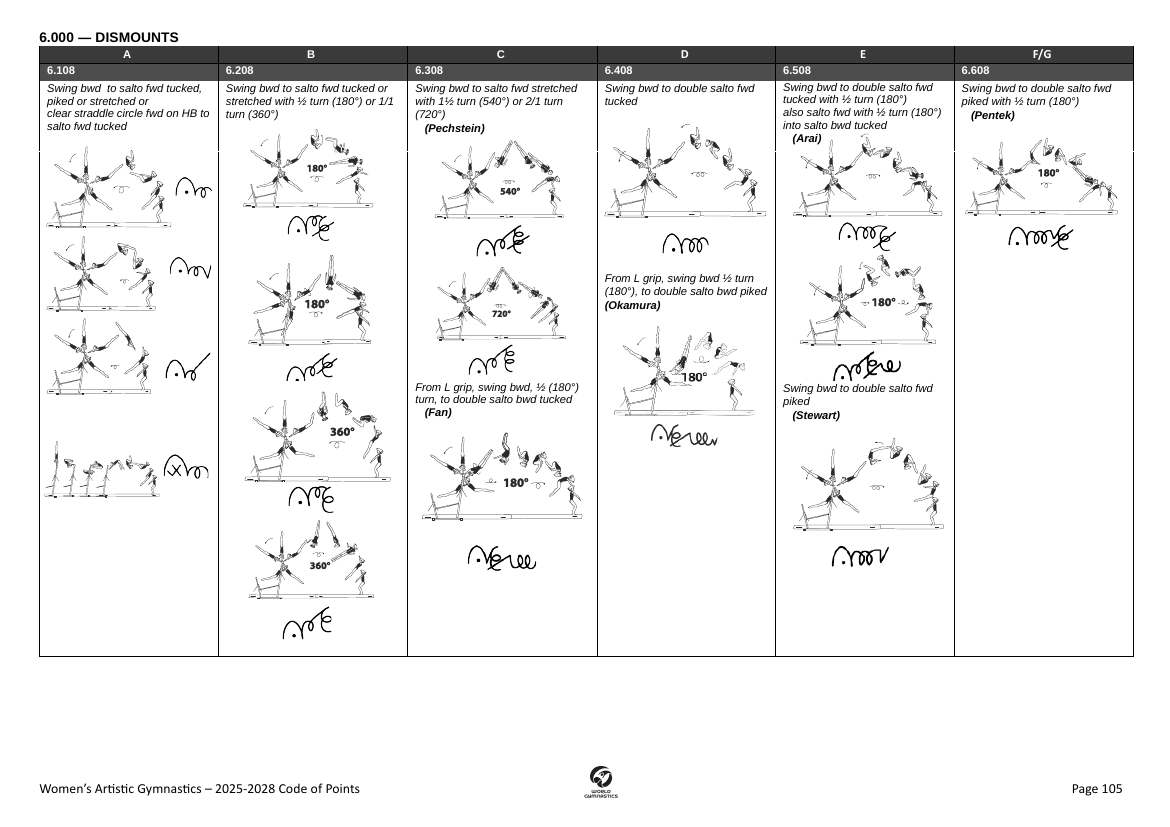 6.000 — DISMOUNTS
A
B
C
D
E
F/G
6.108
6.208
6.308
6.408
6.508
6.608
Swing bwd to salto fwd tucked,
piked or stretched or
clear straddle circle fwd on HB to
salto fwd tucked
Swing bwd to salto fwd tucked or
stretched with ½ turn (180°) or 1/1
turn (360°)
180°
180°
360°
360°
Swing bwd to salto fwd stretched
with 1½ turn (540°) or 2/1 turn
(720°)
(Pechstein)
540°
720°
From L grip, swing bwd, ½ (180°)
turn, to double salto bwd tucked
(Fan)
180°
Swing bwd to double salto fwd
tucked
From L grip, swing bwd ½ turn
(180°), to double salto bwd piked
(Okamura)
180°
Swing bwd to double salto fwd
tucked with ½ turn (180°)
also salto fwd with ½ turn (180°)
into salto bwd tucked
(Arai)
180°
Swing bwd to double salto fwd
piked
(Stewart)
Swing bwd to double salto fwd
piked with ½ turn (180°)
(Pentek)
180°
Women's Artistic Gymnastics – 2025-2028 Code of Points
WORLD
GYMNASTICS
Page 105